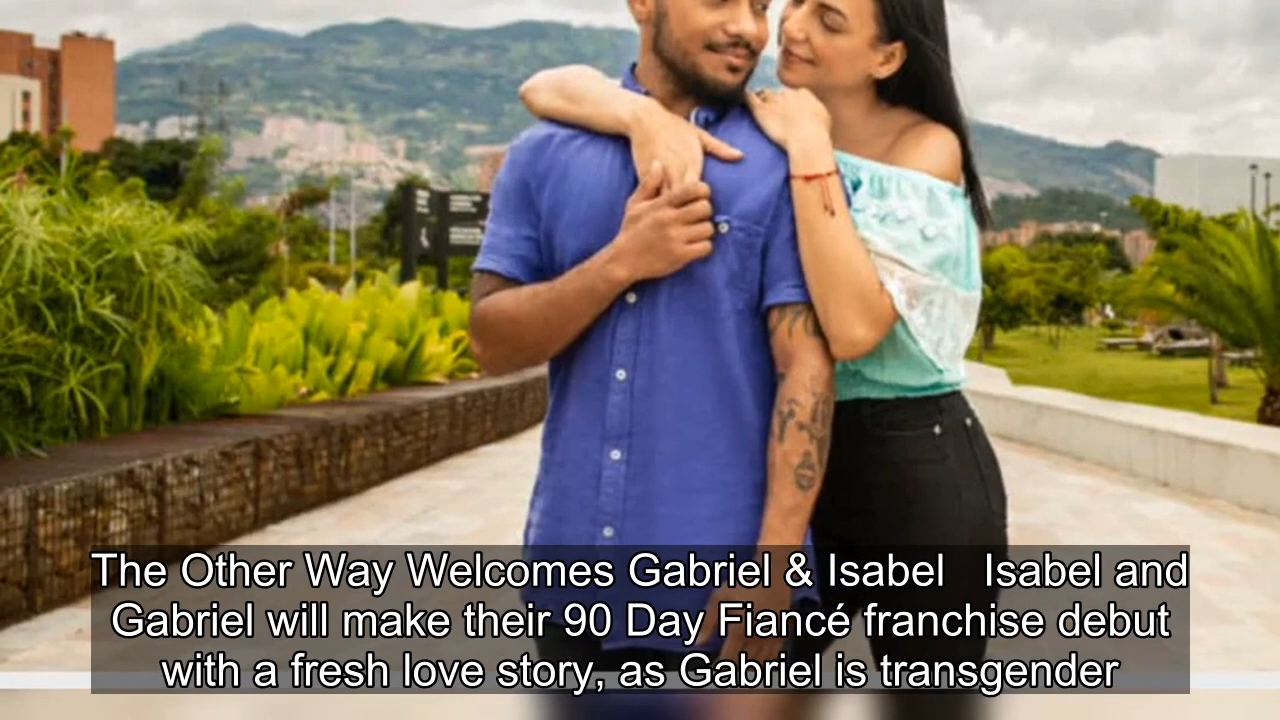 The Other Way Welcomes Gabriel & Isabel   Isabel and
Gabriel will make their 90 Day Fiancé franchise debut
with a fresh love story, as Gabriel is transgender